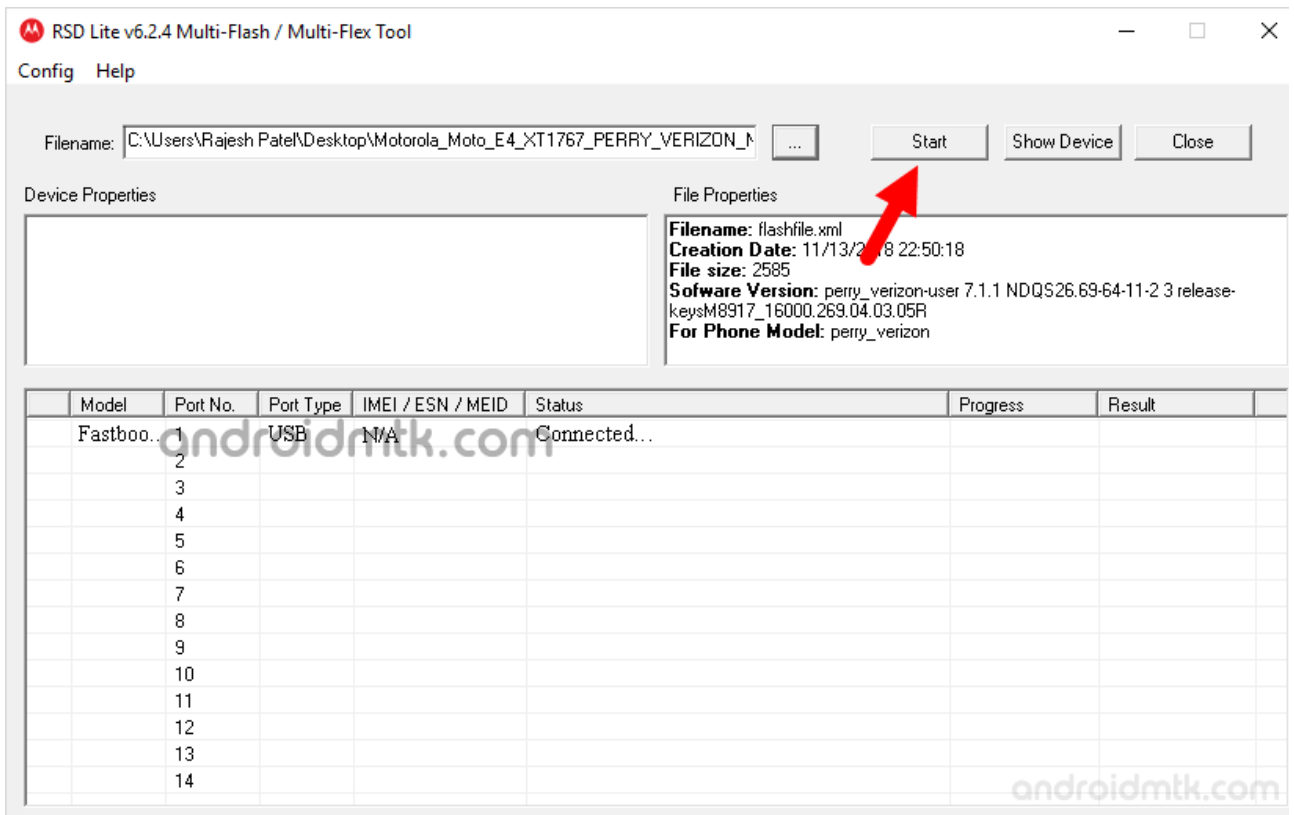 RSD Lite v6.2.4 Multi-Flash / Multi-Flex Tool
Config Help
Filename: C:\Users\Rajesh Patel\Desktop\Motorola_Moto_E4_XT1767_PERRY_VERIZON_ ... Start Show Device Close
Device Properties File Properties
Filename: flashfile.xml
Creation Date: 11/13/2018 22:50:18
File size: 2585
Sofware Version: perry_verizon-user 7.1.1 NDQS26.69-64-11-2 3 release-
keysM8917_16000.269.04.03.05R
For Phone Model: perry_verizon
Model Port No. Port Type IMEI / ESN / MEID Status Progress Result
Fastboo... 1 USB N/A Connected...
androidmtk.com
2
3
4
5
6
7
8
9
10
11
12
13
14
androidmtk.com